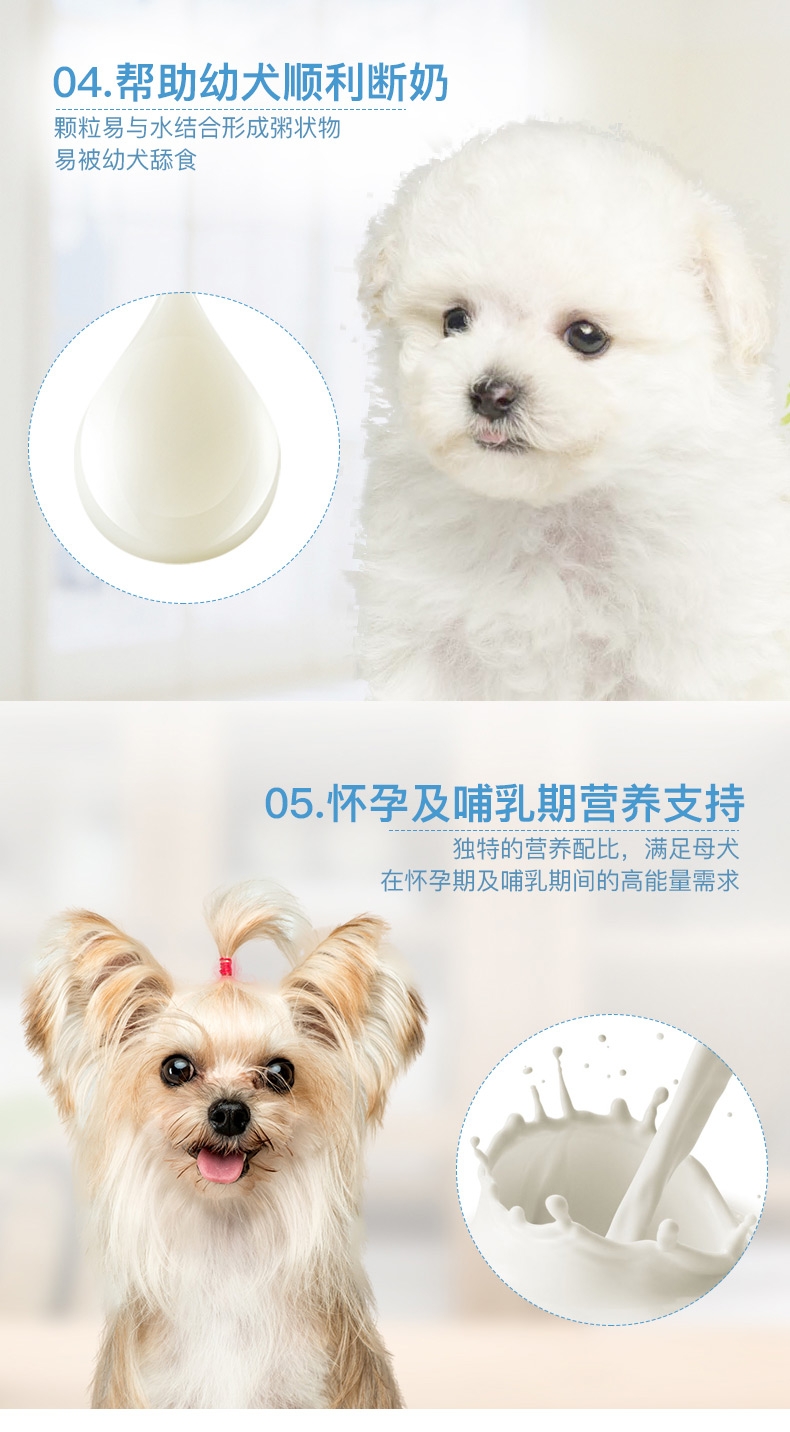 04.帮助幼犬顺利断奶
颗粒易与水结合形成粥状物
易被幼犬舔食
05.怀孕及哺乳期营养支持
独特的营养配比，满足母犬
在怀孕期及哺乳期间的高能量需求